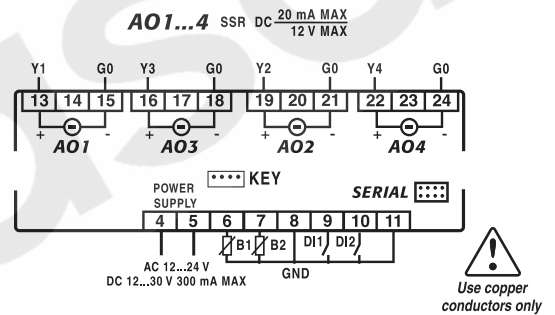 AO1...4 SSR DC 20 mA MAX
12 V MAX
Y1 G0 Y3 G0 Y2 G0 Y4 G0
13 14 15 16 17 18 19 20 21 22 23 24
+ - + - + - + -
AO1 AO3 AO2 AO4
KEY
POWER
SUPPLY
SERIAL
4 5 6 7 8 9 10 11
B1 B2 DI1 DI2
AC 12...24 V
DC 12...30 V 300 mA MAX
GND
!
Use copper
conductors only